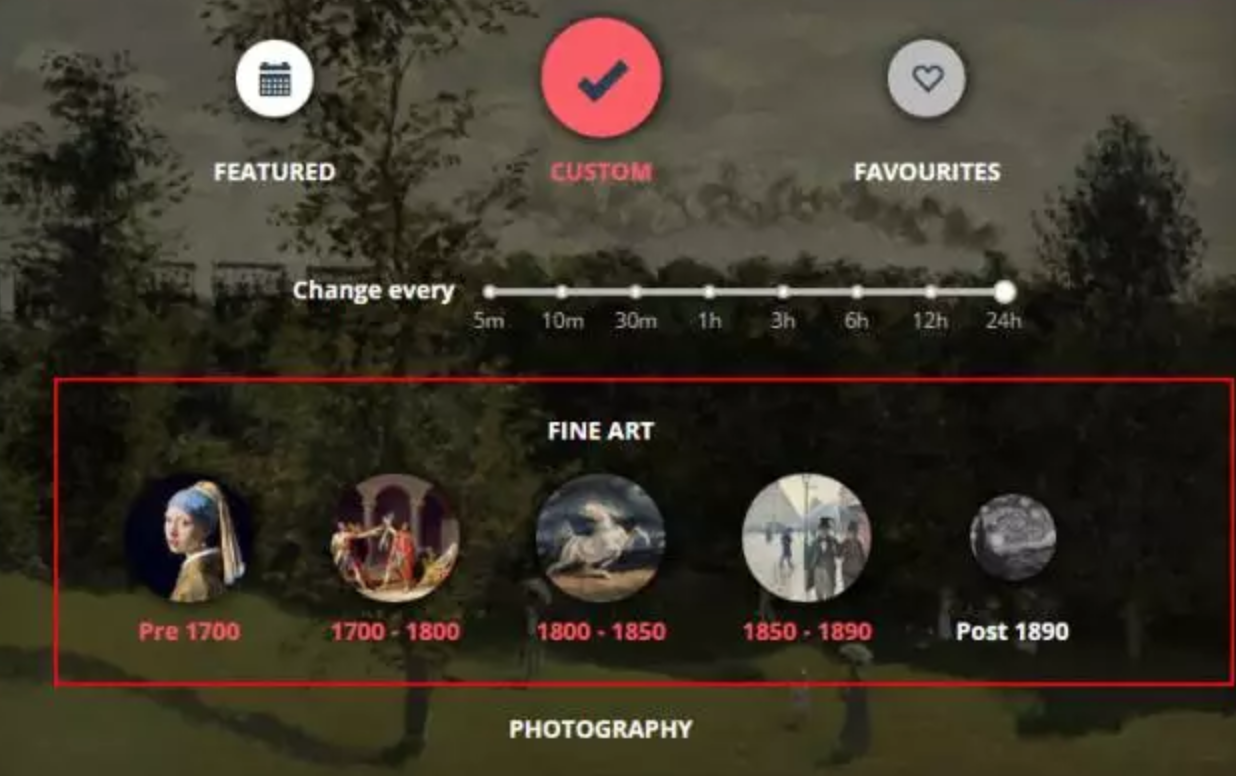 FEATURED CUSTOM FAVOURITES
Change every
5m 10m 30m 1h 3h 6h 12h 24h
FINE ART
Pre 1700 1700 - 1800 1800 - 1850 1850 - 1890 Post 1890
PHOTOGRAPHY